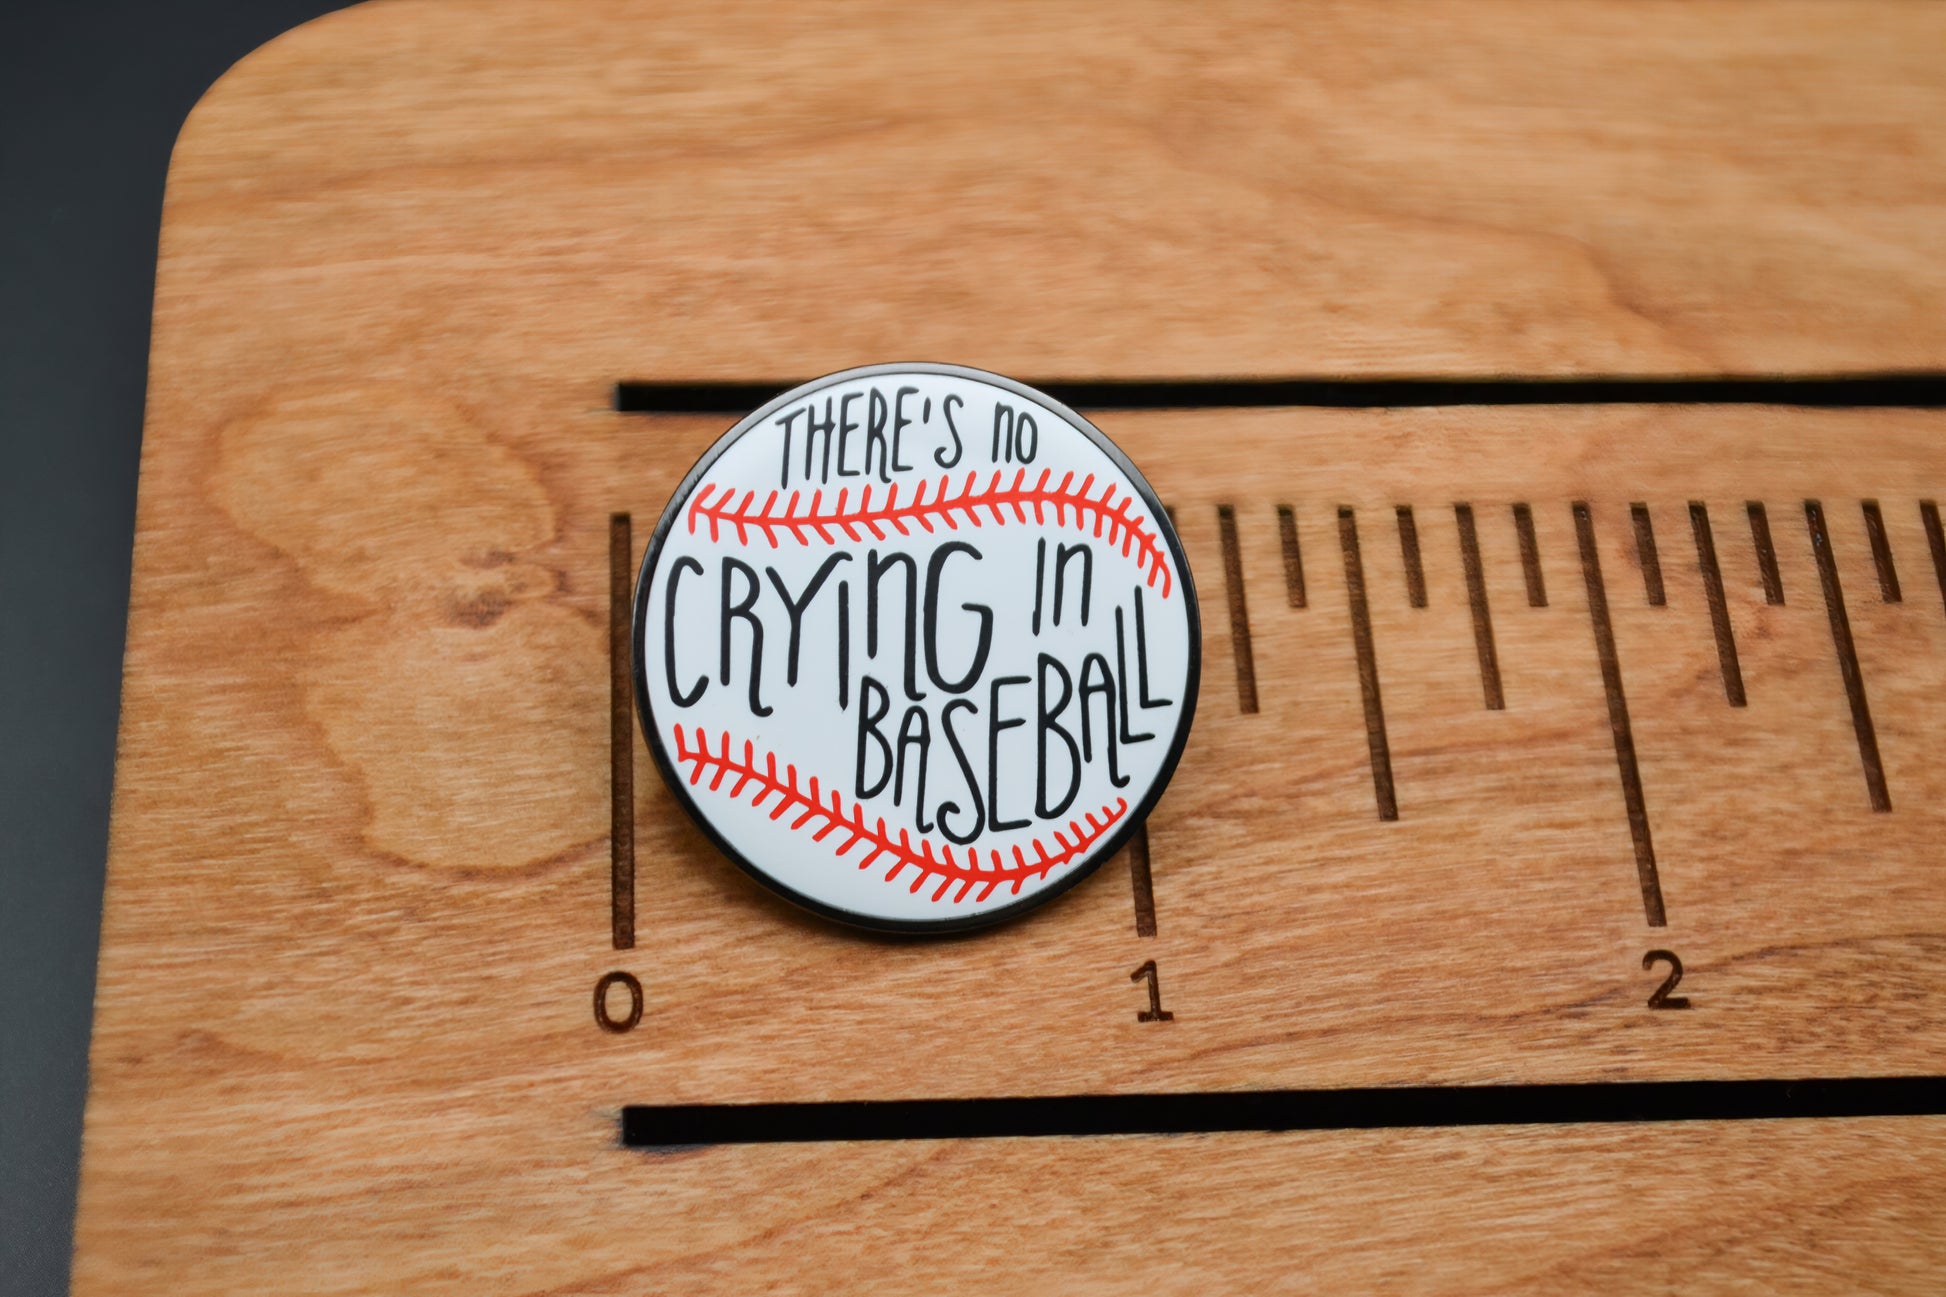 THERE'S NO
CRYING IN
BASEBALL
0 1 2